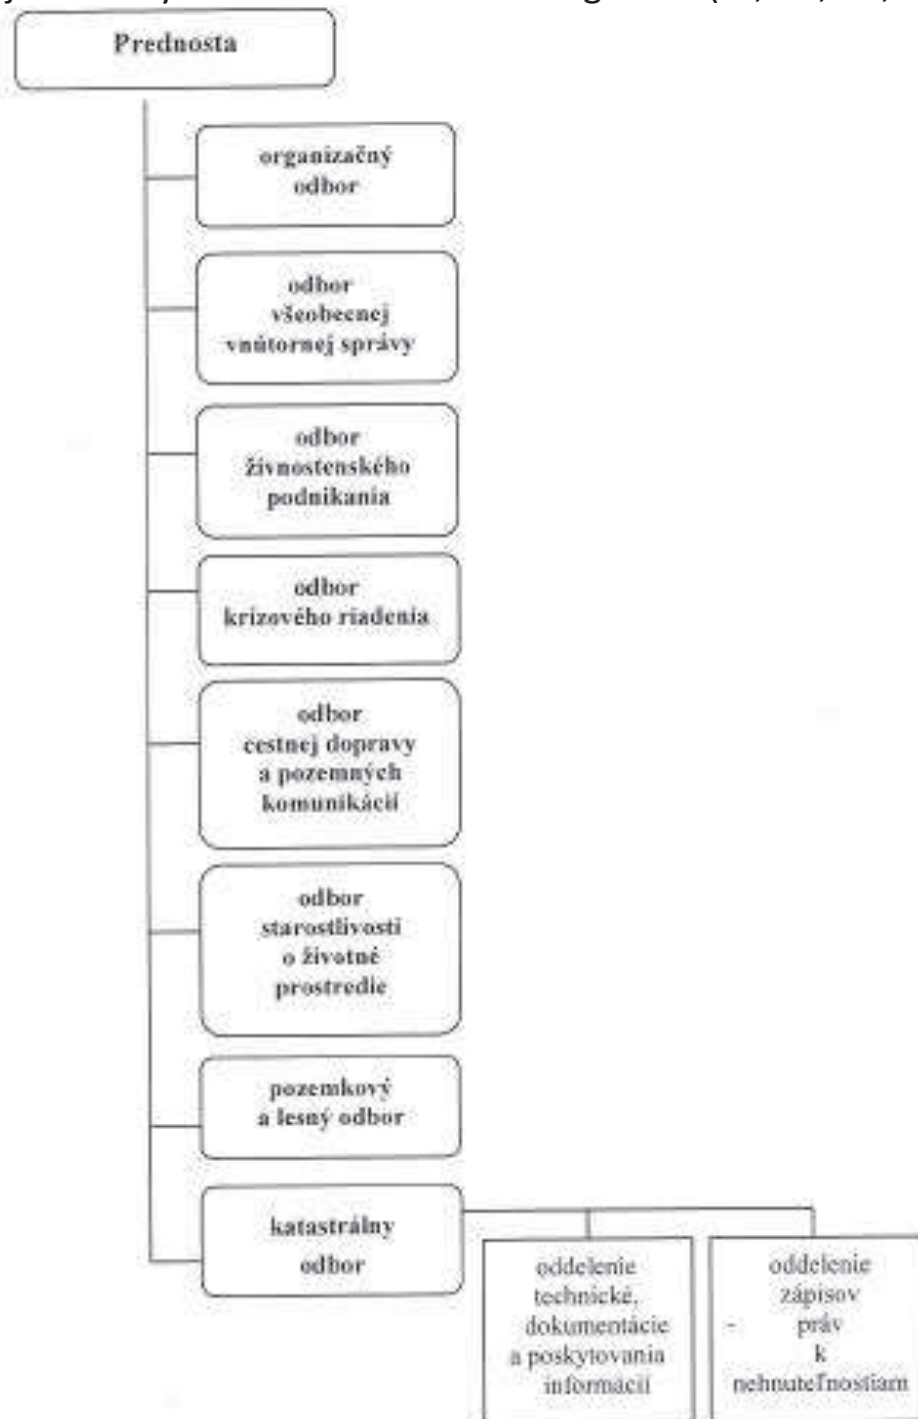 Prednosta
organizačný
odbor
odbor
všeobecnej
vnútornej správy
odbor
živnostenského
podnikania
odbor
krízového riadenia
odbor
cestnej dopravy
a pozemných
komunikácií
odbor
starostlivosti
o životné
prostredie
pozemkový
a lesný odbor
katastrálny
odbor
oddelenie
technické,
dokumentácie
a poskytovania
informácií
oddelenie
zápisov
- práv
k
nehnuteľnostiam